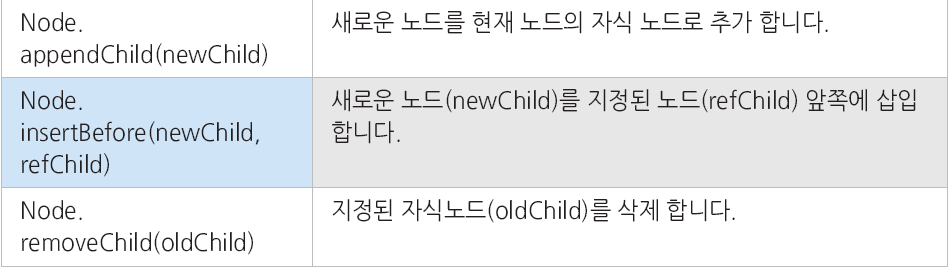 Node.
appendChild(newChild)
새로운 노드를 현재 노드의 자식 노드로 추가 합니다.
Node.
insertBefore(newChild,
refChild)
새로운 노드(newChild)를 지정된 노드(refChild) 앞쪽에 삽입
합니다.
Node.
removeChild(oldChild)
지정된 자식노드(oldChild)를 삭제 합니다.